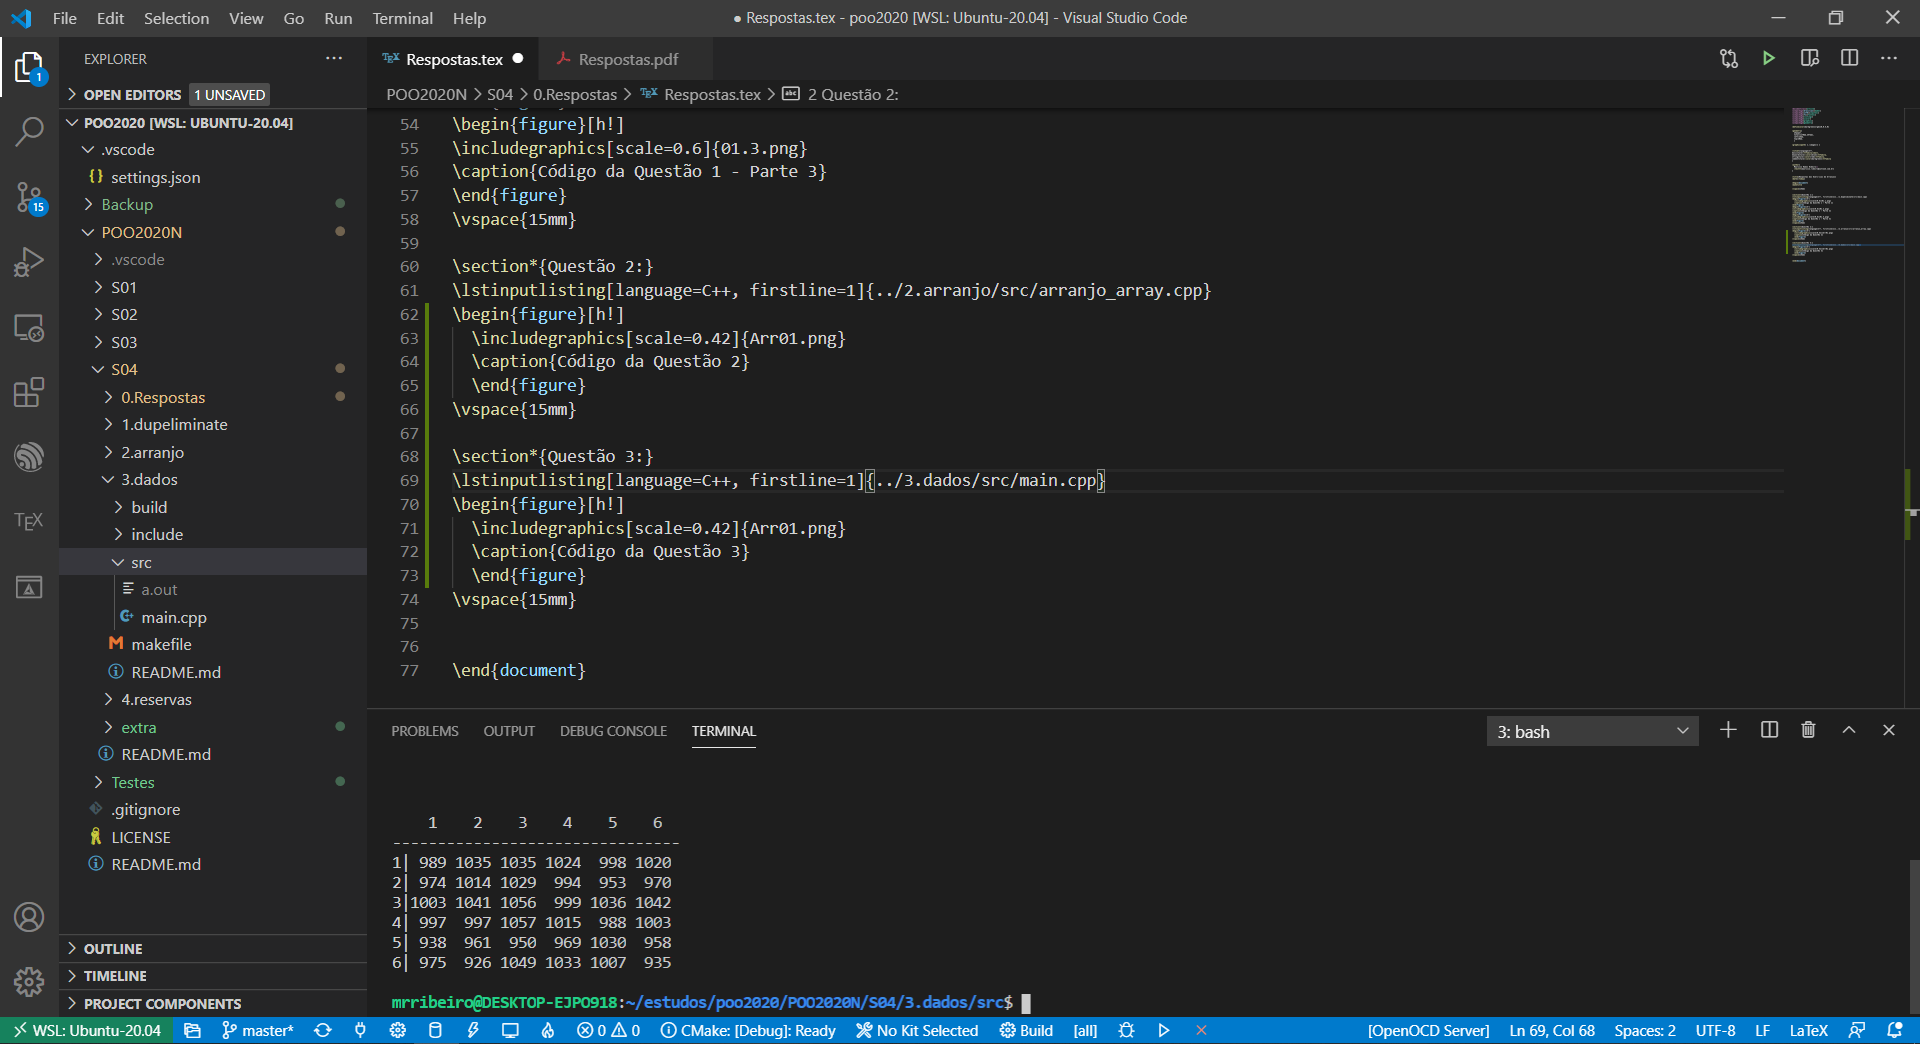 File Edit Selection View Go Run Terminal Help
● Respostas.tex - poo2020 [WSL: Ubuntu-20.04] - Visual Studio Code
1
15
TEX
EXPLORER
OPEN EDITORS 1 UNSAVED
POO2020 [WSL: UBUNTU-20.04]
.vscode
{} settings.json
Backup
POO2020N
.vscode
S01
S02
S03
S04
0.Respostas
1.dupeliminate
2.arranjo
3.dados
build
include
src
a.out
main.cpp
makefile
README.md
4.reservas
extra
README.md
Testes
.gitignore
LICENSE
README.md
OUTLINE
TIMELINE
PROJECT COMPONENTS
TEX Respostas.tex ●
Respostas.pdf
POO2020N > S04 > 0.Respostas > TEX Respostas.tex > abc 2 Questão 2:
54 \begin{figure}[h!]
55 \includegraphics[scale=0.6]{01.3.png}
56 \caption{Código da Questão 1 - Parte 3}
57 \end{figure}
58 \vspace{15mm}
59
60 \section*{Questão 2:}
61 \lstinputlisting[language=C++, firstline=1]{../2.arranjo/src/arranjo_array.cpp}
62 \begin{figure}[h!]
63 \includegraphics[scale=0.42]{Arr01.png}
64 \caption{Código da Questão 2}
65 \end{figure}
66 \vspace{15mm}
67
68 \section*{Questão 3:}
69 \lstinputlisting[language=C++, firstline=1]{../3.dados/src/main.cpp}
70 \begin{figure}[h!]
71 \includegraphics[scale=0.42]{Arr01.png}
72 \caption{Código da Questão 3}
73 \end{figure}
74 \vspace{15mm}
75
76
77 \end{document}
PROBLEMS OUTPUT DEBUG CONSOLE TERMINAL
3: bash
1 2 3 4 5 6
--------------------------------
1| 989 1035 1035 1024 998 1020
2| 974 1014 1029 994 953 970
3|1003 1041 1056 999 1036 1042
4| 997 997 1057 1015 988 1003
5| 938 961 950 969 1030 958
6| 975 926 1049 1033 1007 935
mrribeiro@DESKTOP-EJPO918:~/estudos/poo2020/POO2020N/S04/3.dados/src$
WSL: Ubuntu-20.04 master* 0 0 CMake: [Debug]: Ready No Kit Selected Build [all] [OpenOCD Server] Ln 69, Col 68 Spaces: 2 UTF-8 LF LaTeX